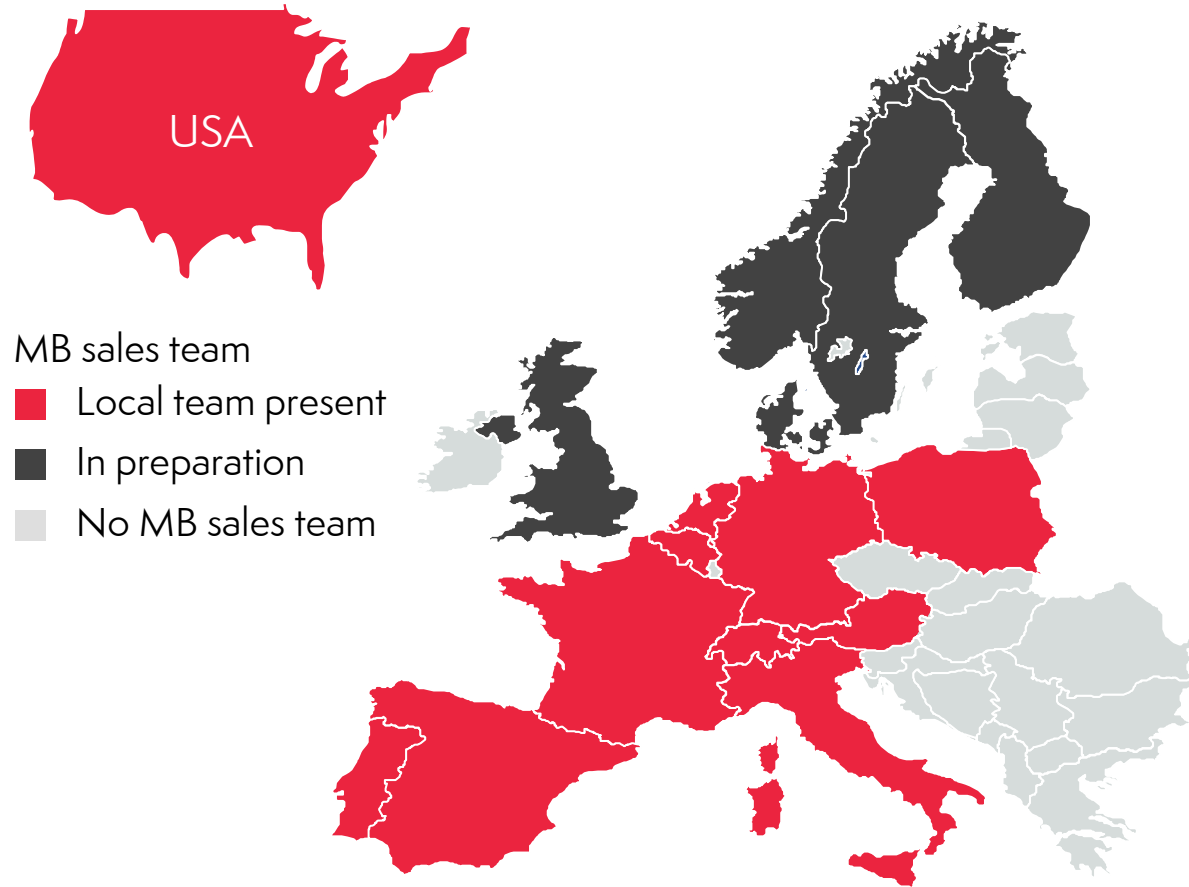 USA
MB sales team
Local team present
In preparation
No MB sales team